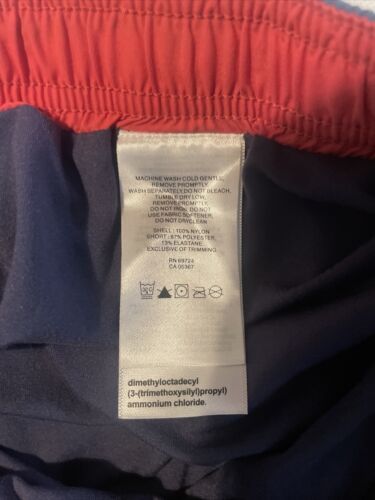 MACHINE WASH COLD GENTLE,
REMOVE PROMPTLY,
WASH SEPARATELY DO NOT BLEACH,
TUMBLE DRY LOW,
REMOVE PROMPTLY,
DO NOT IRON. DO NOT
USE FABRIC SOFTENER,
DO NOT DRYCLEAN
SHELL : 100% NYLON
SHORT : 87% POLYESTER,
13% ELASTANE.
EXCLUSIVE OF TRIMMING
RN 69724
CA 05367
dimethyloctadecyl
(3-(trimethoxysilyl)propyl)
ammonium chloride.